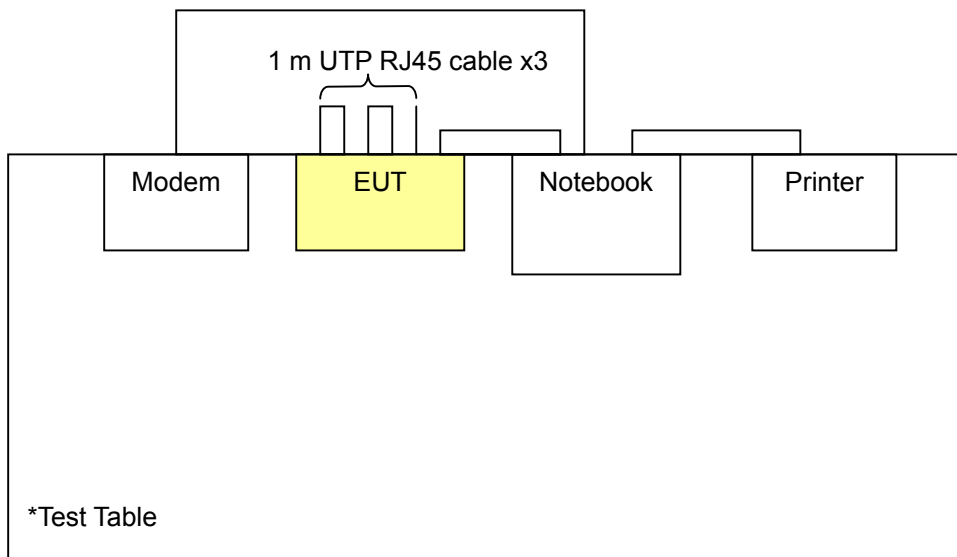 1 m UTP RJ45 cable x3
Modem
EUT
Notebook
Printer
*Test Table